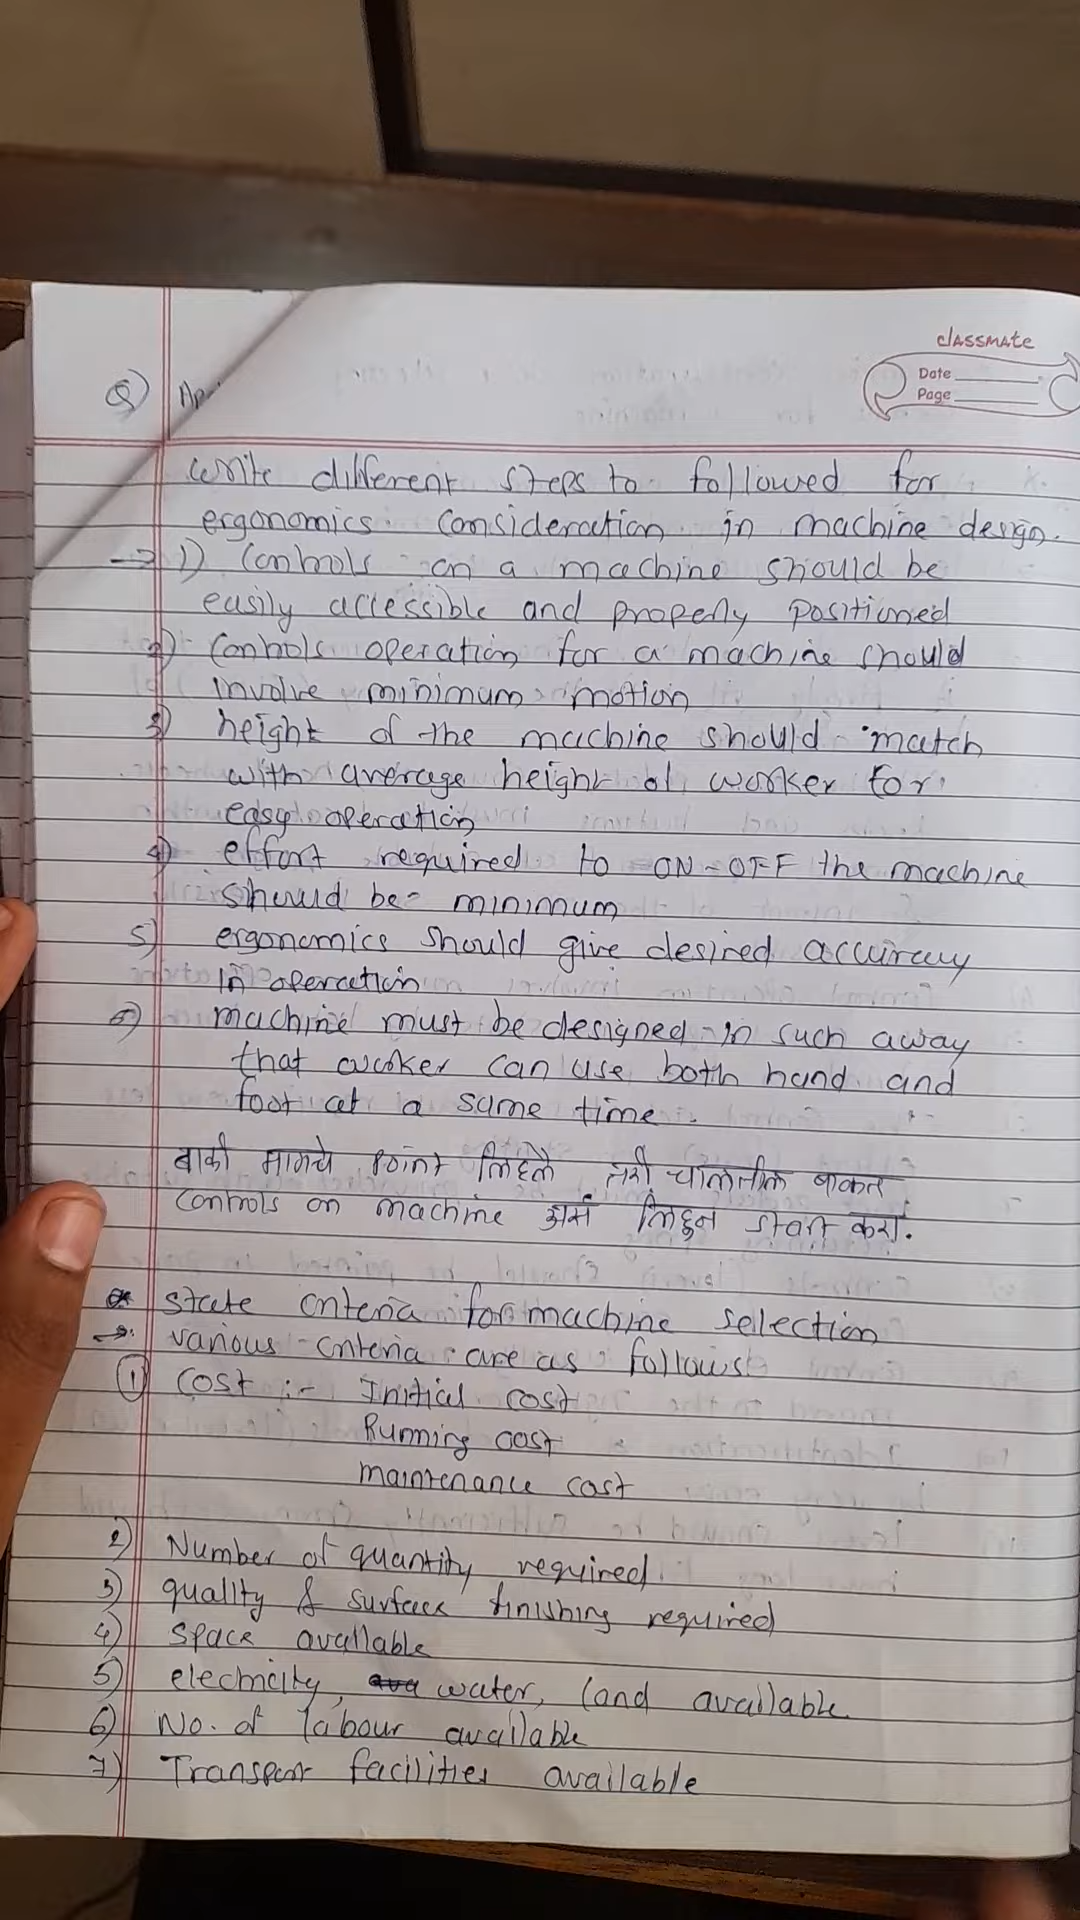 classmate
Date
Page
Q)
write different steps to followed for
ergonomics consideration in machine design.
→ 1) Controls on a machine should be
easily accessible and properly positioned
2) Controls operation for a machine should
involve minimum motion
3) height of the machine should match
with average height of worker for
easy operation
4) effort required to ON-OFF the machine
should be minimum
5) ergonomics should give desired accuracy
in operation
6) machine must be designed in such away
that worker can use both hand and
foot at a same time.
बाकी मागचे point लिहले तरी चालतील
controls on machine असं लिहून start करा.
state criteria for machine selection
→ various criteria are as follows
① Cost :- Initial cost
Running cost
maintenance cost
2) Number of quantity required
3) quality & surface finishing required
4) space available
5) electricity, water, land available
6) No. of labour available
7) Transport facilities available